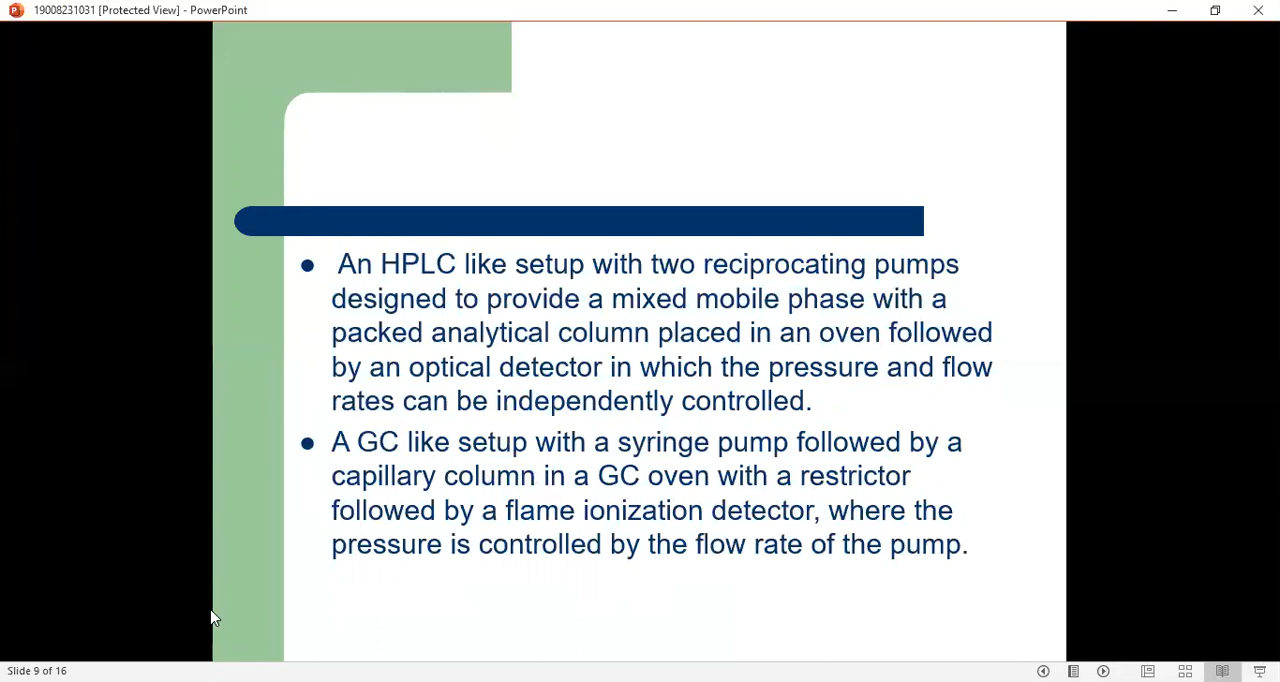 19008231031 [Protected View] - PowerPoint
● An HPLC like setup with two reciprocating pumps
designed to provide a mixed mobile phase with a
packed analytical column placed in an oven followed
by an optical detector in which the pressure and flow
rates can be independently controlled.
● A GC like setup with a syringe pump followed by a
capillary column in a GC oven with a restrictor
followed by a flame ionization detector, where the
pressure is controlled by the flow rate of the pump.
Slide 9 of 16